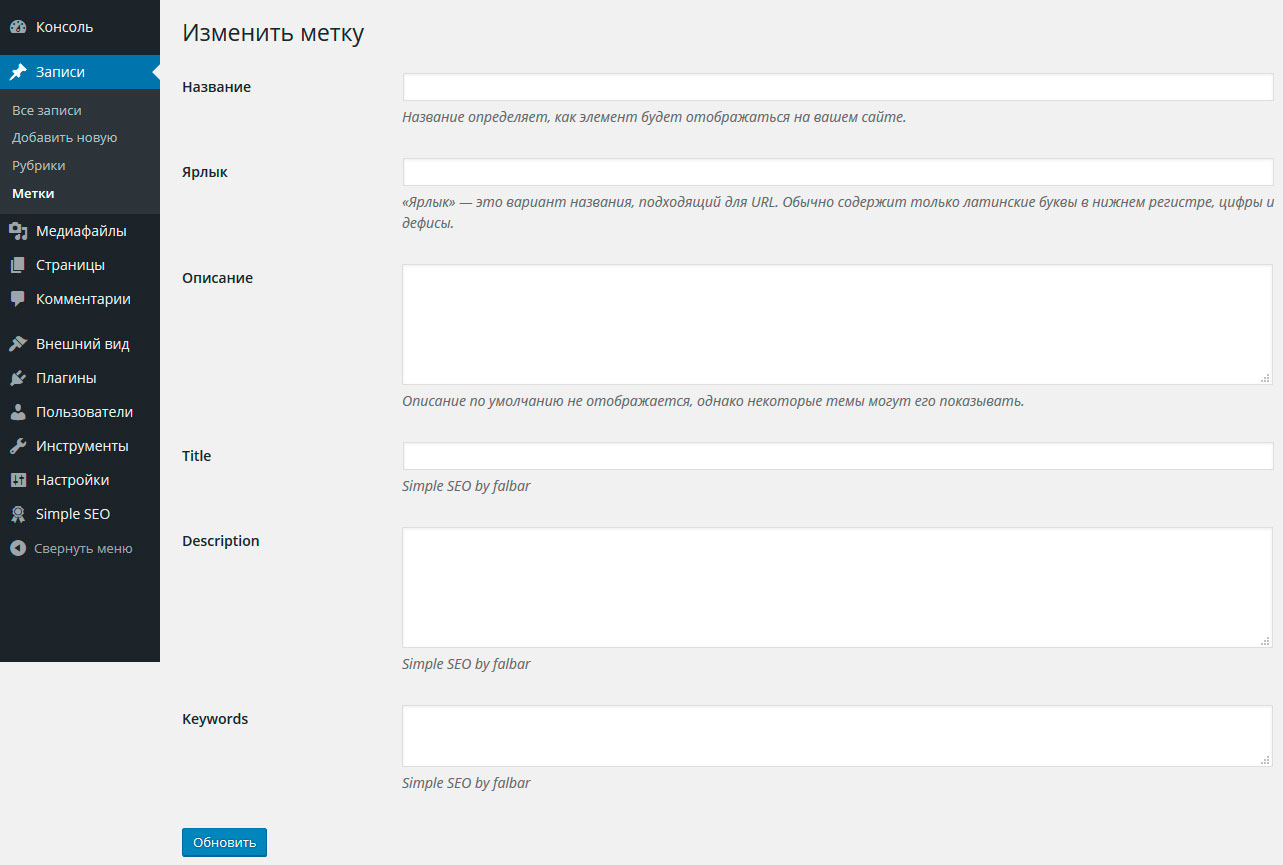 Консоль
Записи
Все записи
Добавить новую
Рубрики
Метки
Медиафайлы
Страницы
Комментарии
Внешний вид
Плагины
Пользователи
Инструменты
Настройки
Simple SEO
Свернуть меню
Изменить метку
Название
Название определяет, как элемент будет отображаться на вашем сайте.
Ярлык
«Ярлык» — это вариант названия, подходящий для URL. Обычно содержит только латинские буквы в нижнем регистре, цифры и
дефисы.
Описание
Описание по умолчанию не отображается, однако некоторые темы могут его показывать.
Title
Simple SEO by falbar
Description
Simple SEO by falbar
Keywords
Simple SEO by falbar
Обновить